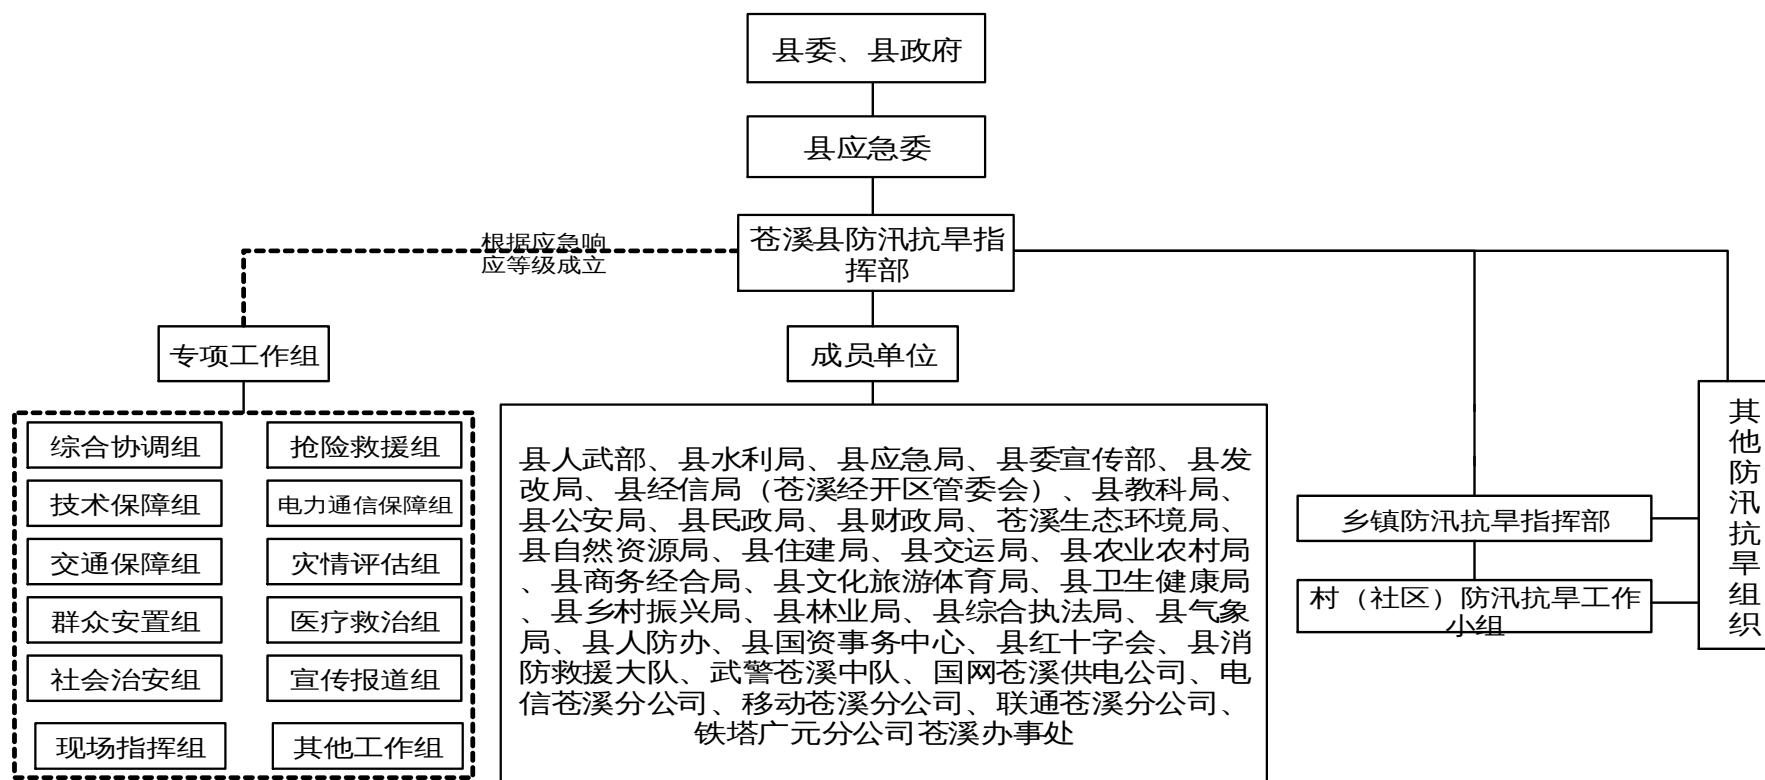 县委、县政府
县应急委
苍溪县防汛抗旱指
挥部
根据应急响
应等级成立
专项工作组
成员单位
综合协调组
抢险救援组
技术保障组
电力通信保障组
交通保障组
灾情评估组
群众安置组
医疗救治组
社会治安组
宣传报道组
现场指挥组
其他工作组
县人武部、县水利局、县应急局、县委宣传部、县发
改局、县经信局（苍溪经开区管委会）、县教科局、
县公安局、县民政局、县财政局、苍溪生态环境局、
县自然资源局、县住建局、县交运局、县农业农村局
、县商务经合局、县文化旅游体育局、县卫生健康局
、县乡村振兴局、县林业局、县综合执法局、县气象
局、县人防办、县国资事务中心、县红十字会、县消
防救援大队、武警苍溪中队、国网苍溪供电公司、电
信苍溪分公司、移动苍溪分公司、联通苍溪分公司、
铁塔广元分公司苍溪办事处
乡镇防汛抗旱指挥部
村（社区）防汛抗旱工作
小组
其
他
防
汛
抗
旱
组
织